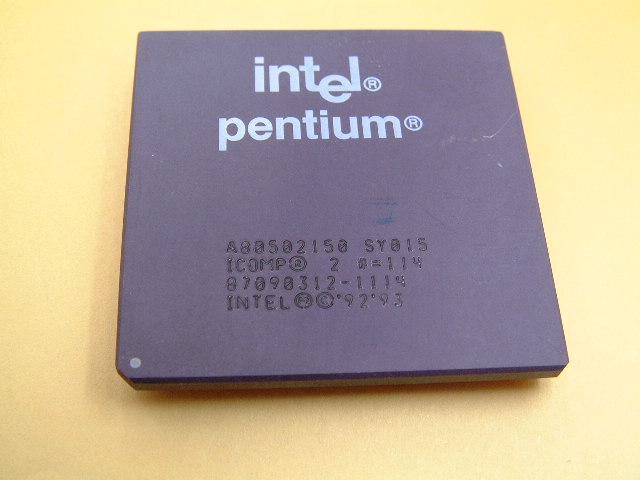 intel®
pentium®
A80502150 SY015
ICOMP® 2 #=114
87090312-1114
INTEL Ⓜ © '92 '93